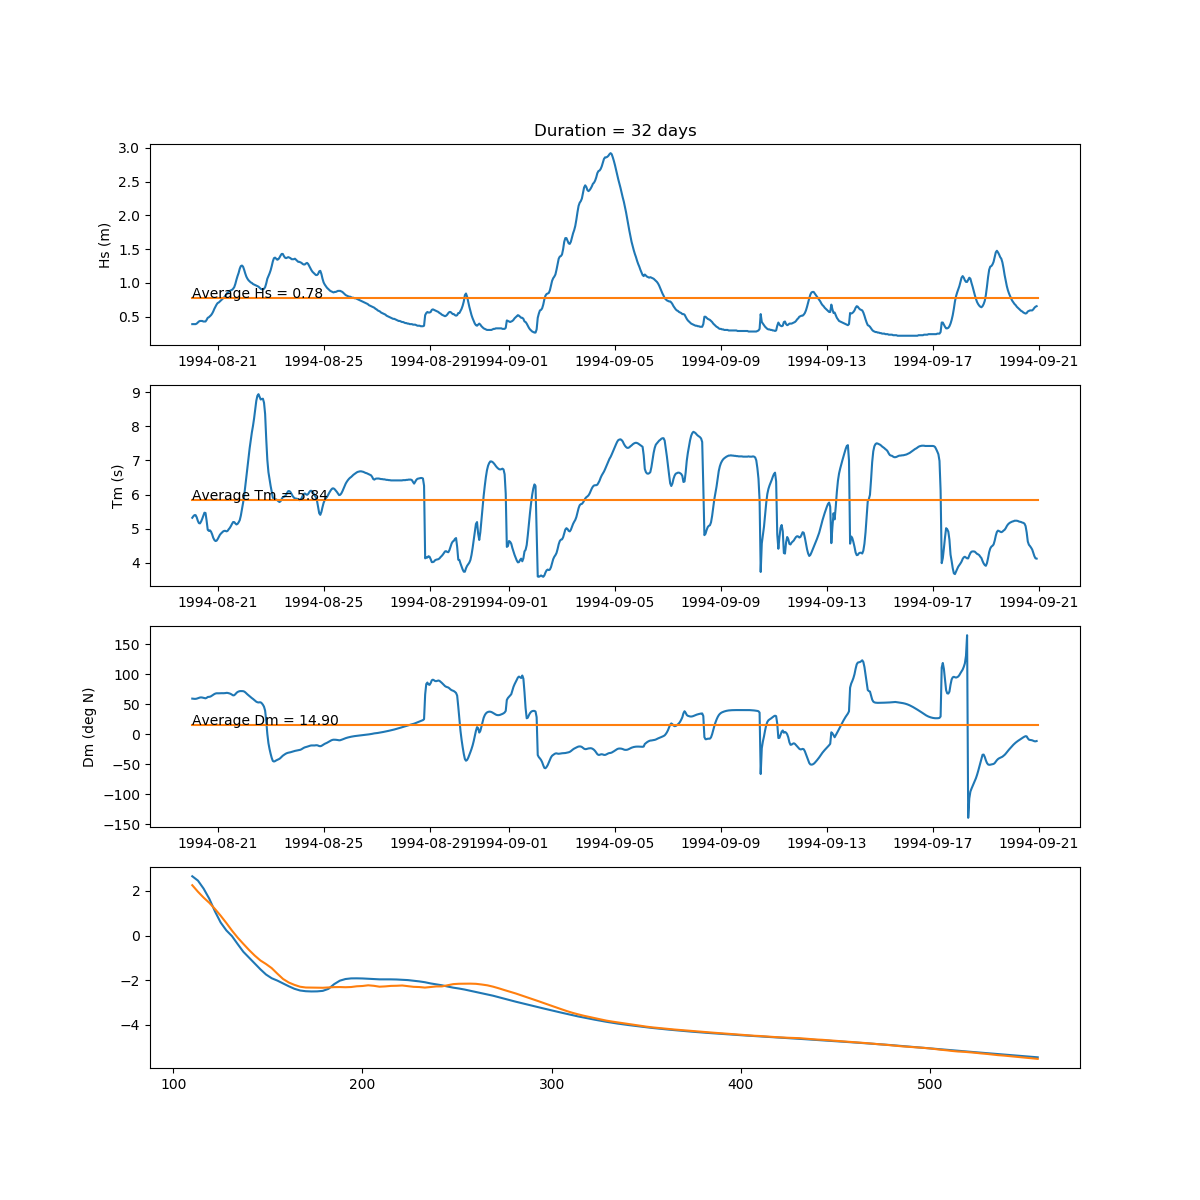 Duration = 32 days
3.0
2.5
2.0
1.5
1.0
0.5
Hs (m)
Average Hs = 0.78
1994-08-21 1994-08-25 1994-08-29 1994-09-01 1994-09-05 1994-09-09 1994-09-13 1994-09-17 1994-09-21
9
8
7
6
5
4
Tm (s)
Average Tm = 5.84
1994-08-21 1994-08-25 1994-08-29 1994-09-01 1994-09-05 1994-09-09 1994-09-13 1994-09-17 1994-09-21
150
100
50
0
−50
−100
−150
Dm (deg N)
Average Dm = 14.90
1994-08-21 1994-08-25 1994-08-29 1994-09-01 1994-09-05 1994-09-09 1994-09-13 1994-09-17 1994-09-21
2
0
−2
−4
100 200 300 400 500